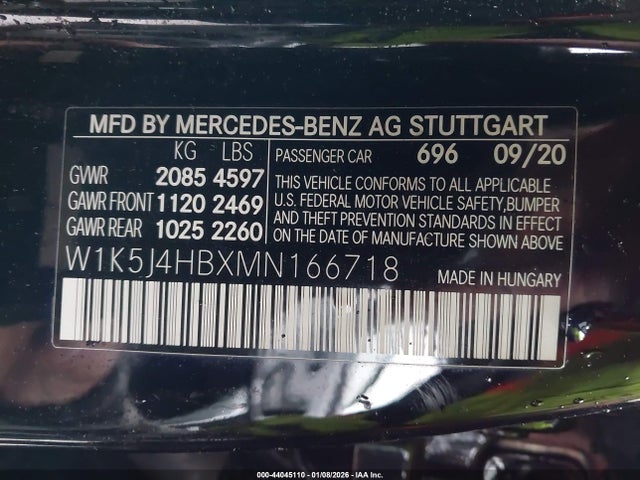 MFD BY MERCEDES-BENZ AG STUTTGART
KG LBS
GWR 2085 4597
GAWR FRONT 1120 2469
GAWR REAR 1025 2260
PASSENGER CAR 696 09/20
THIS VEHICLE CONFORMS TO ALL APPLICABLE
U.S. FEDERAL MOTOR VEHICLE SAFETY,BUMPER
AND THEFT PREVENTION STANDARDS IN EFFECT
ON THE DATE OF MANUFACTURE SHOWN ABOVE
W1K5J4HBXMN166718
MADE IN HUNGARY
000-44045110 - 01/08/2026 - IAA Inc.